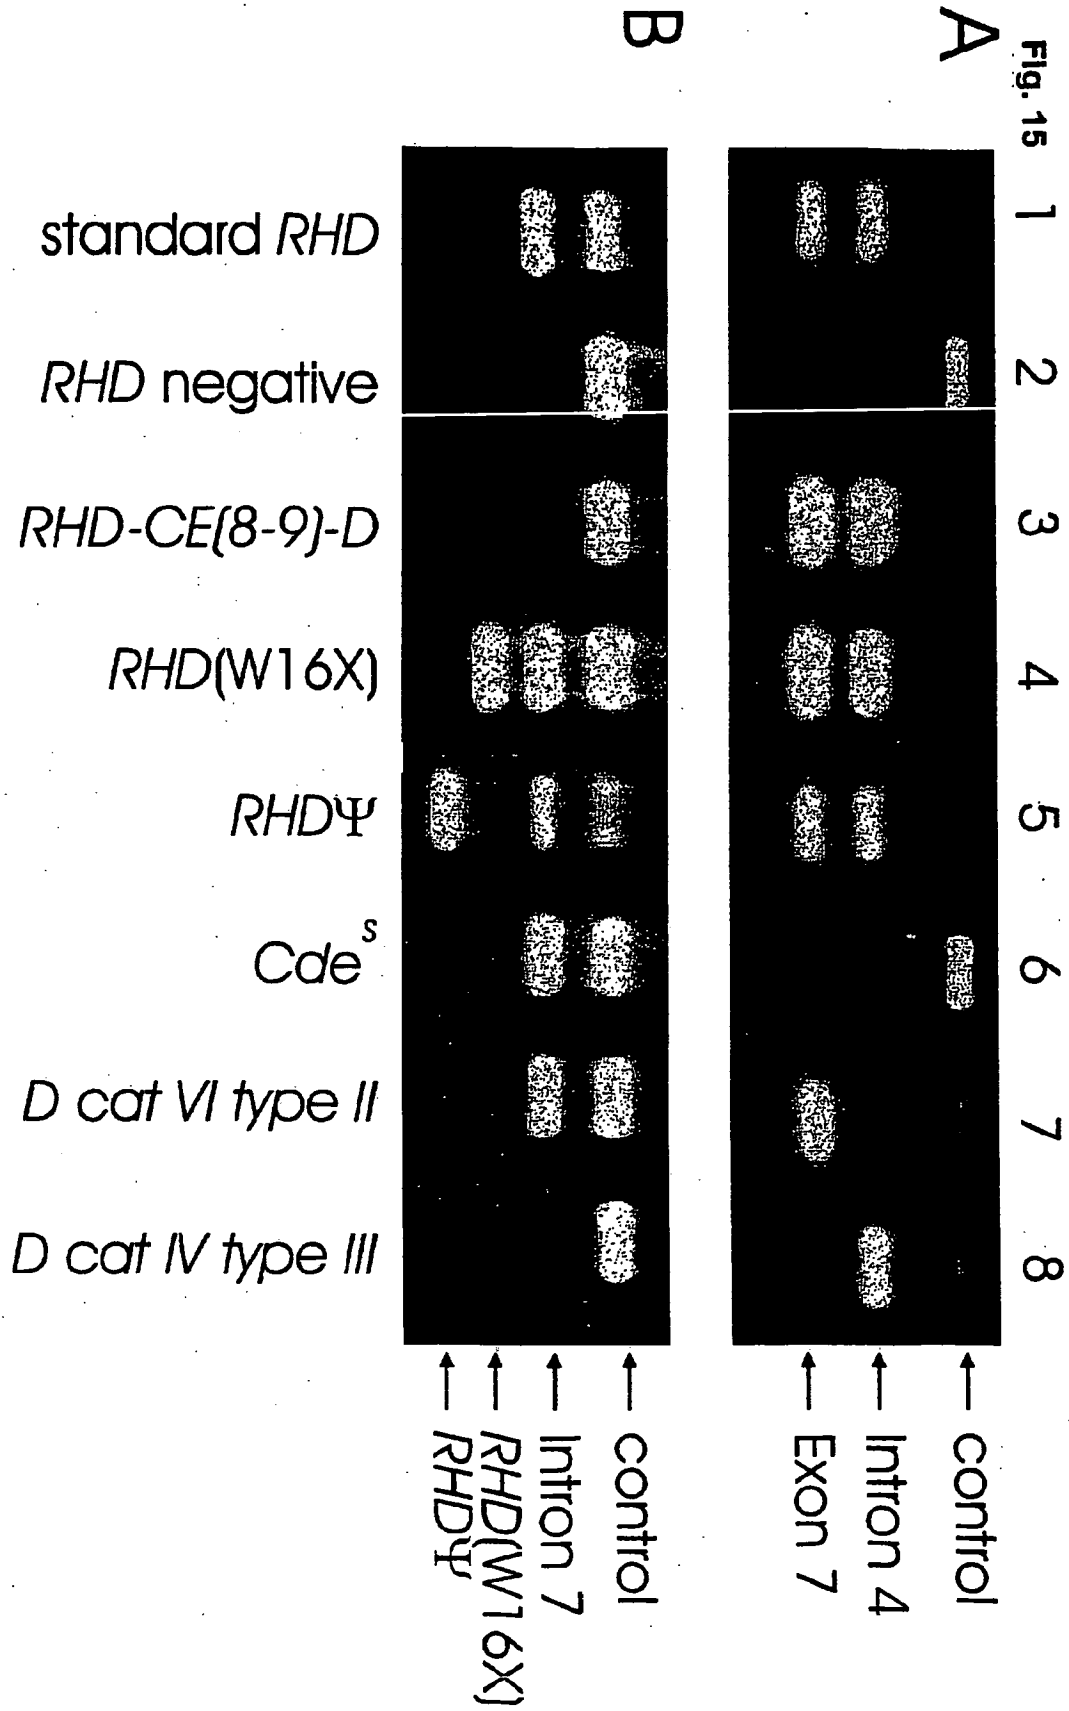 Fig. 15
A
1 2 3 4 5 6 7 8
control
Intron 4
Exon 7
B
control
Intron 7
RHD(W16X)
RHDΨ
standard RHD
RHD negative
RHD-CE(8-9)-D
RHD(W16X)
RHDΨ
Cdeˢ
D cat VI type II
D cat IV type III